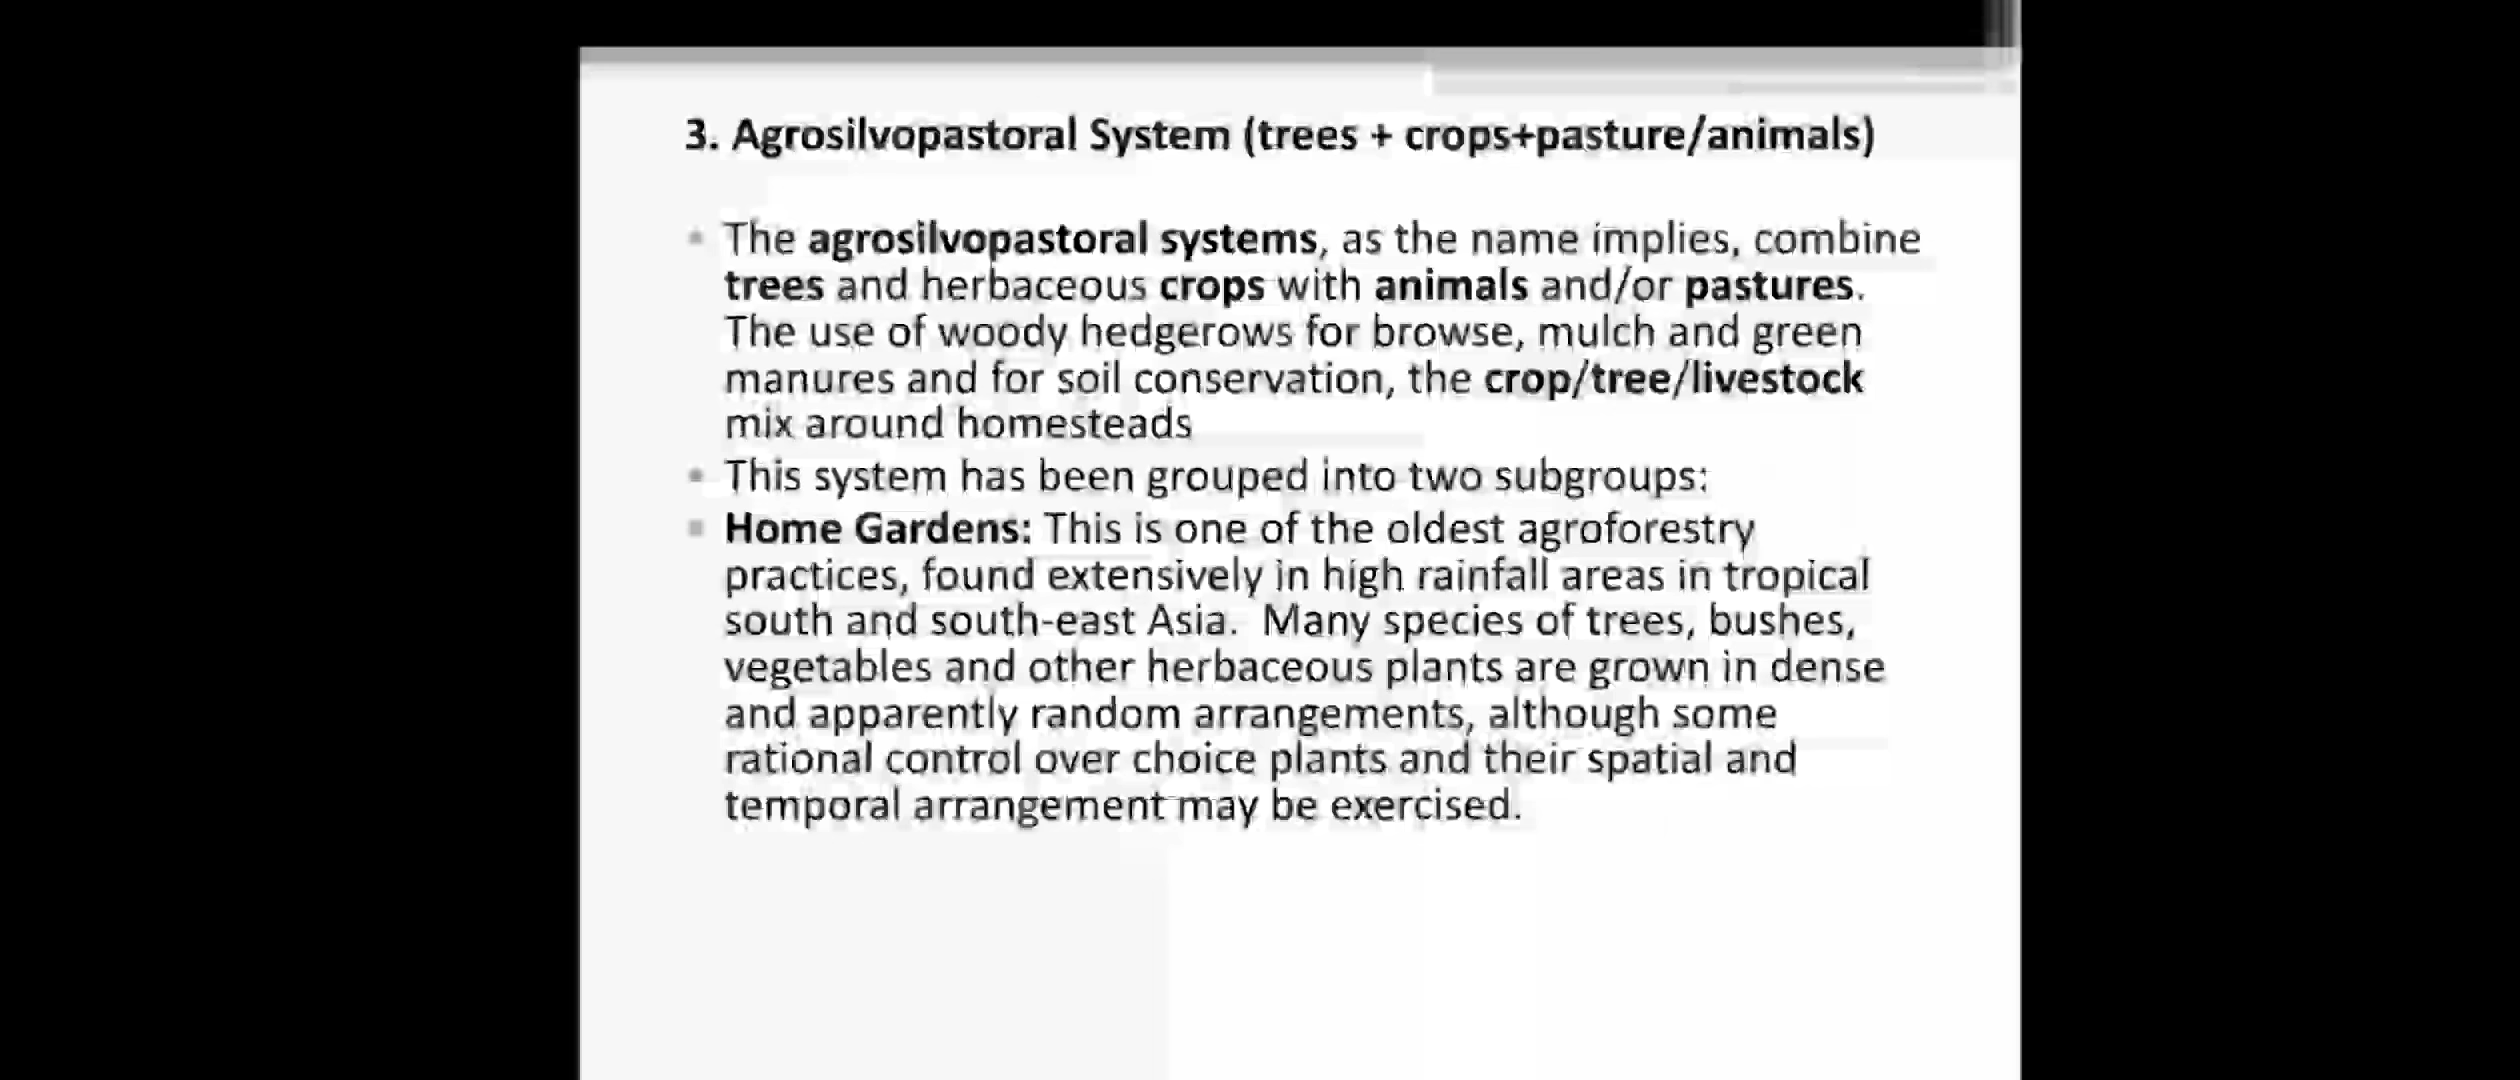 3. Agrosilvopastoral System (trees + crops+pasture/animals)
• The agrosilvopastoral systems, as the name implies, combine
trees and herbaceous crops with animals and/or pastures.
The use of woody hedgerows for browse, mulch and green
manures and for soil conservation, the crop/tree/livestock
mix around homesteads
• This system has been grouped into two subgroups:
▪ Home Gardens: This is one of the oldest agroforestry
practices, found extensively in high rainfall areas in tropical
south and south-east Asia. Many species of trees, bushes,
vegetables and other herbaceous plants are grown in dense
and apparently random arrangements, although some
rational control over choice plants and their spatial and
temporal arrangement may be exercised.